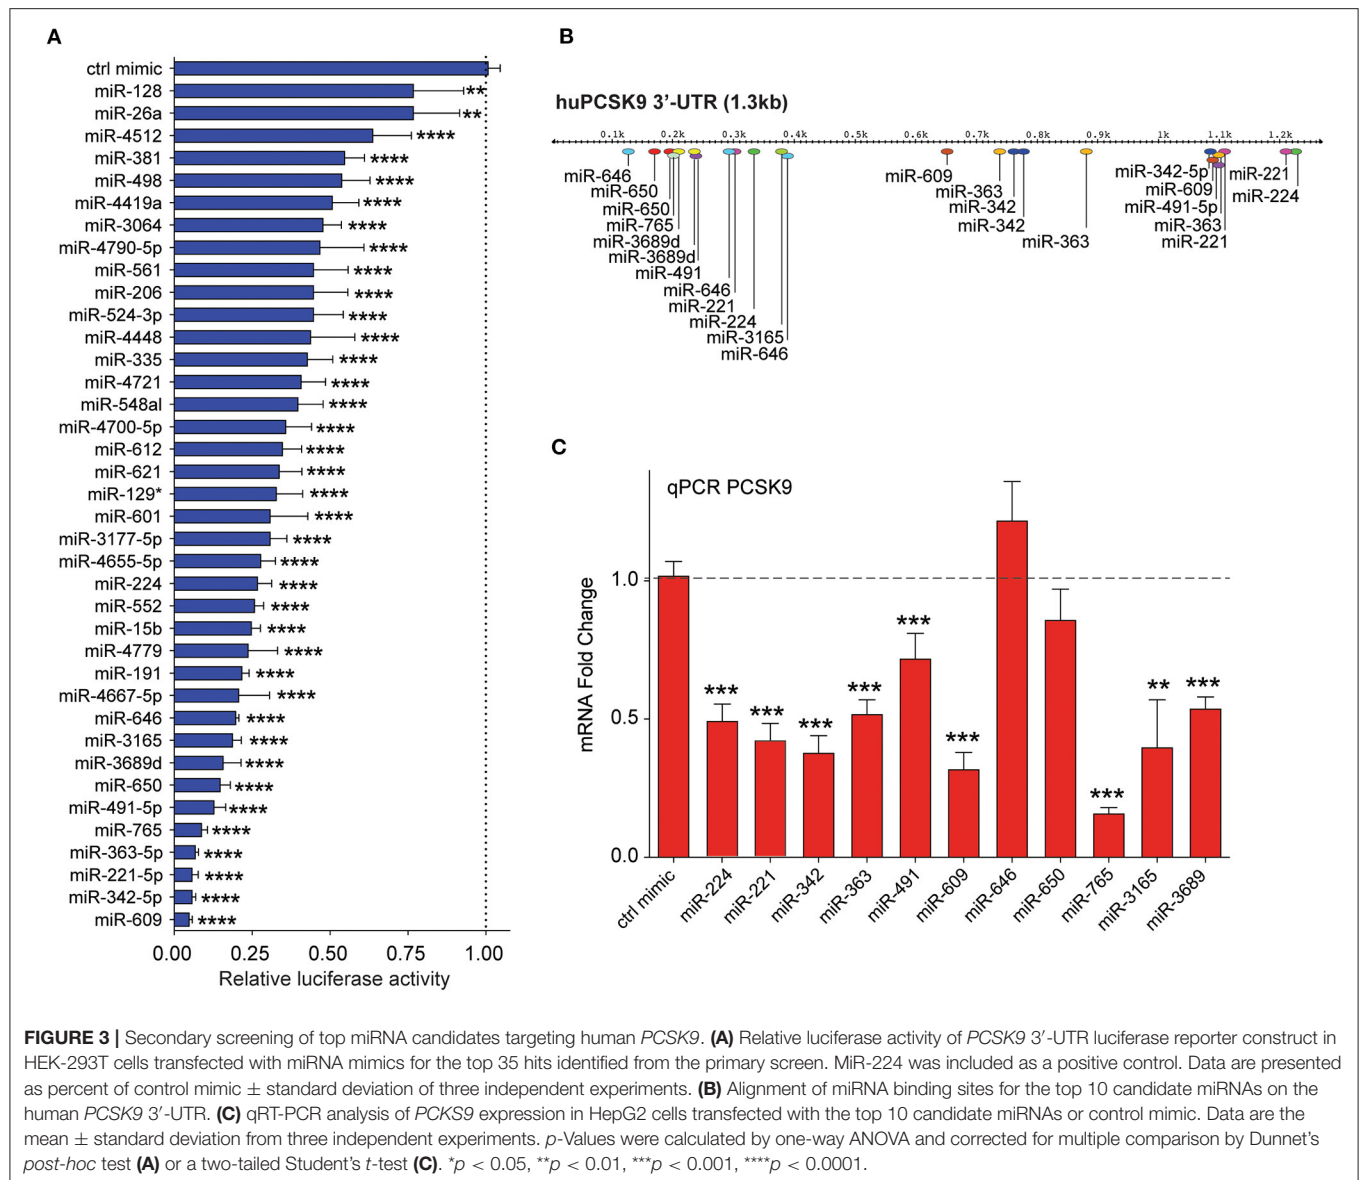 A
ctrl mimic
miR-128
**
miR-26a
**
miR-4512
****
miR-381
****
miR-498
****
miR-4419a
****
miR-3064
****
miR-4790-5p
****
miR-561
****
miR-206
****
miR-524-3p
****
miR-4448
****
miR-335
****
miR-4721
****
miR-548al
****
miR-4700-5p
****
miR-612
****
miR-621
****
miR-129*
****
miR-601
****
miR-3177-5p
****
miR-4655-5p
****
miR-224
****
miR-552
****
miR-15b
****
miR-4779
****
miR-191
****
miR-4667-5p
****
miR-646
****
miR-3165
****
miR-3689d
****
miR-650
****
miR-491-5p
****
miR-765
****
miR-363-5p
****
miR-221-5p
****
miR-342-5p
****
miR-609
****
0.00 0.25 0.50 0.75 1.00
Relative luciferase activity
B
huPCSK9 3’-UTR (1.3kb)
0.1k 0.2k 0.3k 0.4k 0.5k 0.6k 0.7k 0.8k 0.9k 1k 1.1k 1.2k
miR-646
miR-650
miR-650
miR-765
miR-3689d
miR-3689d
miR-491
miR-646
miR-221
miR-224
miR-3165
miR-646
miR-609
miR-363
miR-342
miR-342
miR-363
miR-342-5p
miR-609
miR-491-5p
miR-363
miR-221
miR-221
miR-224
C
qPCR PCSK9
mRNA Fold Change
1.0
0.5
0.0
***
***
***
***
***
***
***
**
***
ctrl mimic
miR-224
miR-221
miR-342
miR-363
miR-491
miR-609
miR-646
miR-650
miR-765
miR-3165
miR-3689
FIGURE 3 | Secondary screening of top miRNA candidates targeting human PCSK9. (A) Relative luciferase activity of PCSK9 3′-UTR luciferase reporter construct in
HEK-293T cells transfected with miRNA mimics for the top 35 hits identified from the primary screen. MiR-224 was included as a positive control. Data are presented
as percent of control mimic ± standard deviation of three independent experiments. (B) Alignment of miRNA binding sites for the top 10 candidate miRNAs on the
human PCSK9 3′-UTR. (C) qRT-PCR analysis of PCKS9 expression in HepG2 cells transfected with the top 10 candidate miRNAs or control mimic. Data are the
mean ± standard deviation from three independent experiments. p-Values were calculated by one-way ANOVA and corrected for multiple comparison by Dunnet’s
post-hoc test (A) or a two-tailed Student’s t-test (C). *p < 0.05, **p < 0.01, ***p < 0.001, ****p < 0.0001.